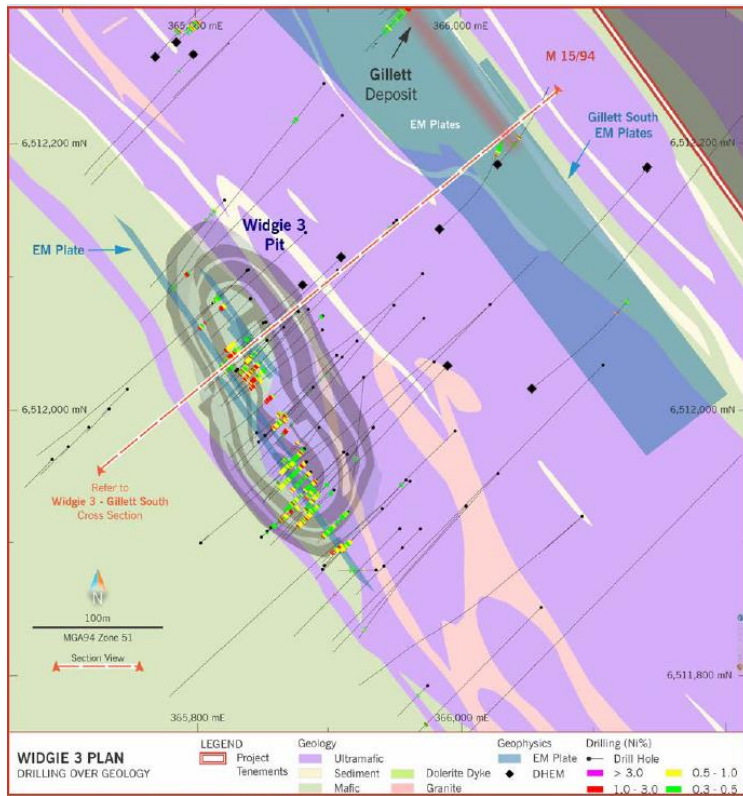 365,000 mE
366,000 mE
M 15/94
Gillett
Deposit
EM Plates
Gillett South
EM Plates
6,512,200 mN
6,512,200 mN
Widgie 3
Pit
EM Plate
6,512,000 mN
6,512,000 mN
Refer to
Widgie 3 - Gillett South
Cross Section
N
100m
MGA94 Zone 51
Section View
6,511,800 mN
365,800 mE
366,000 mE
WIDGIE 3 PLAN
DRILLING OVER GEOLOGY
LEGEND
Project
Tenements
Geology
Ultramafic
Sediment
Mafic
Dolerite Dyke
Granite
Geophysics
EM Plate
DHEM
Drilling (Ni%)
Drill Hole
> 3.0
1.0 - 3.0
0.5 - 1.0
0.3 - 0.5